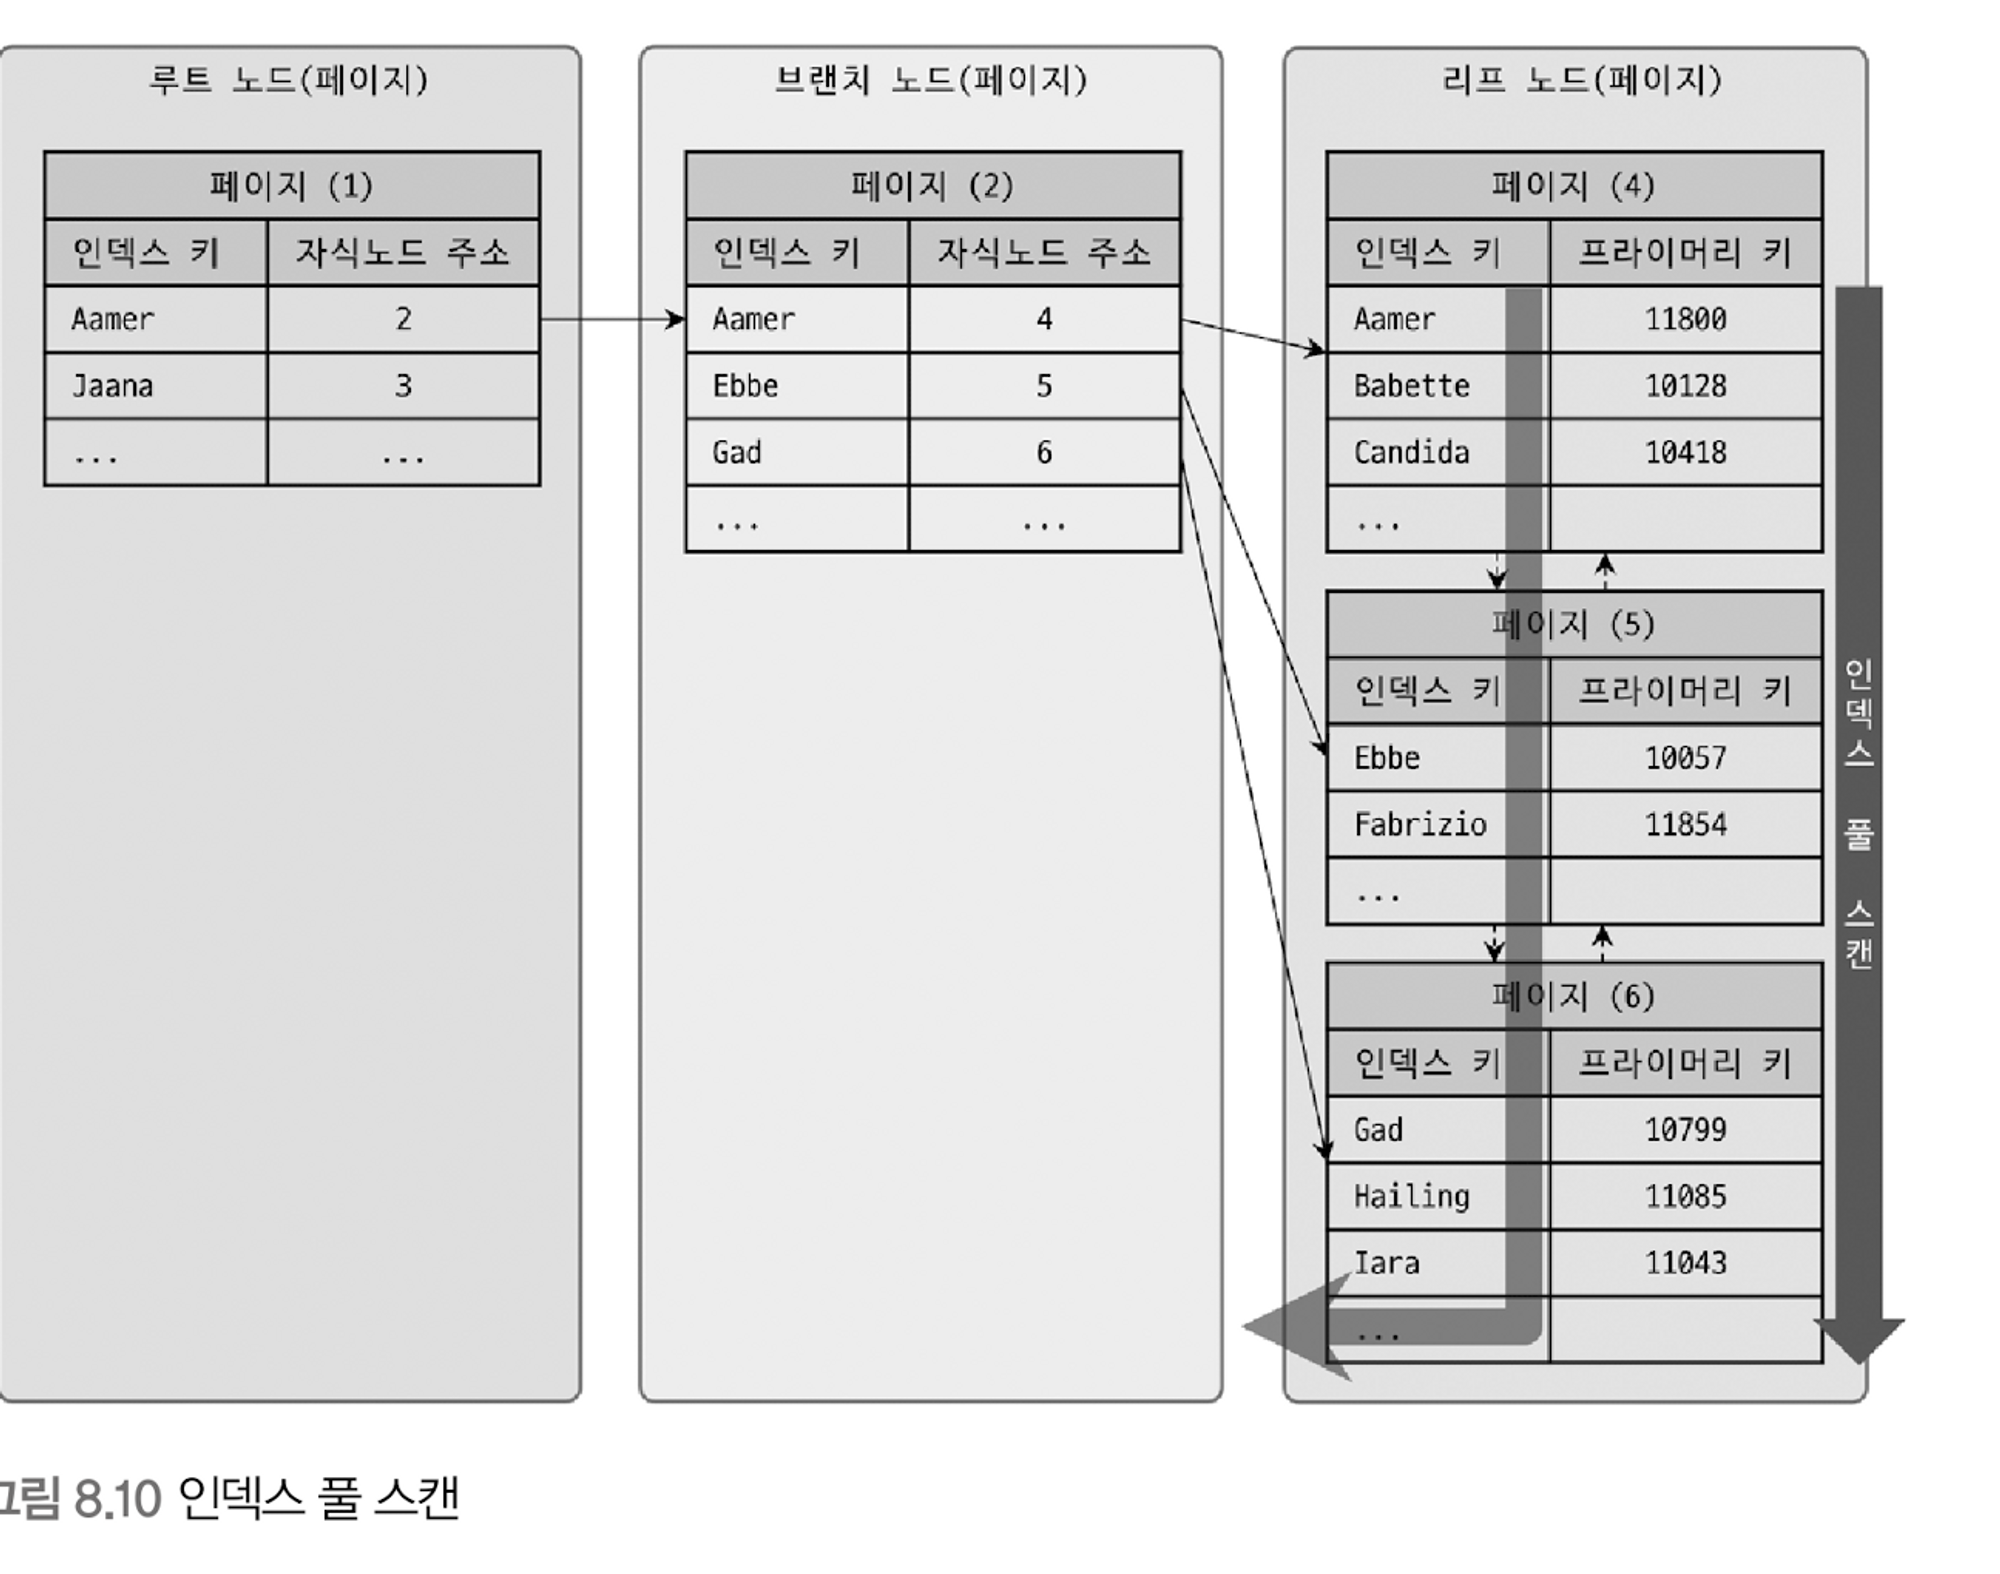 루트 노드(페이지)
페이지 (1)
인덱스 키 자식노드 주소
Aamer 2
Jaana 3
... ...
브랜치 노드(페이지)
페이지 (2)
인덱스 키 자식노드 주소
Aamer 4
Ebbe 5
Gad 6
... ...
리프 노드(페이지)
페이지 (4)
인덱스 키 프라이머리 키
Aamer 11800
Babette 10128
Candida 10418
...
페이지 (5)
인덱스 키 프라이머리 키
Ebbe 10057
Fabrizio 11854
...
페이지 (6)
인덱스 키 프라이머리 키
Gad 10799
Hailing 11085
Iara 11043
...
인덱스 풀 스캔
그림 8.10 인덱스 풀 스캔